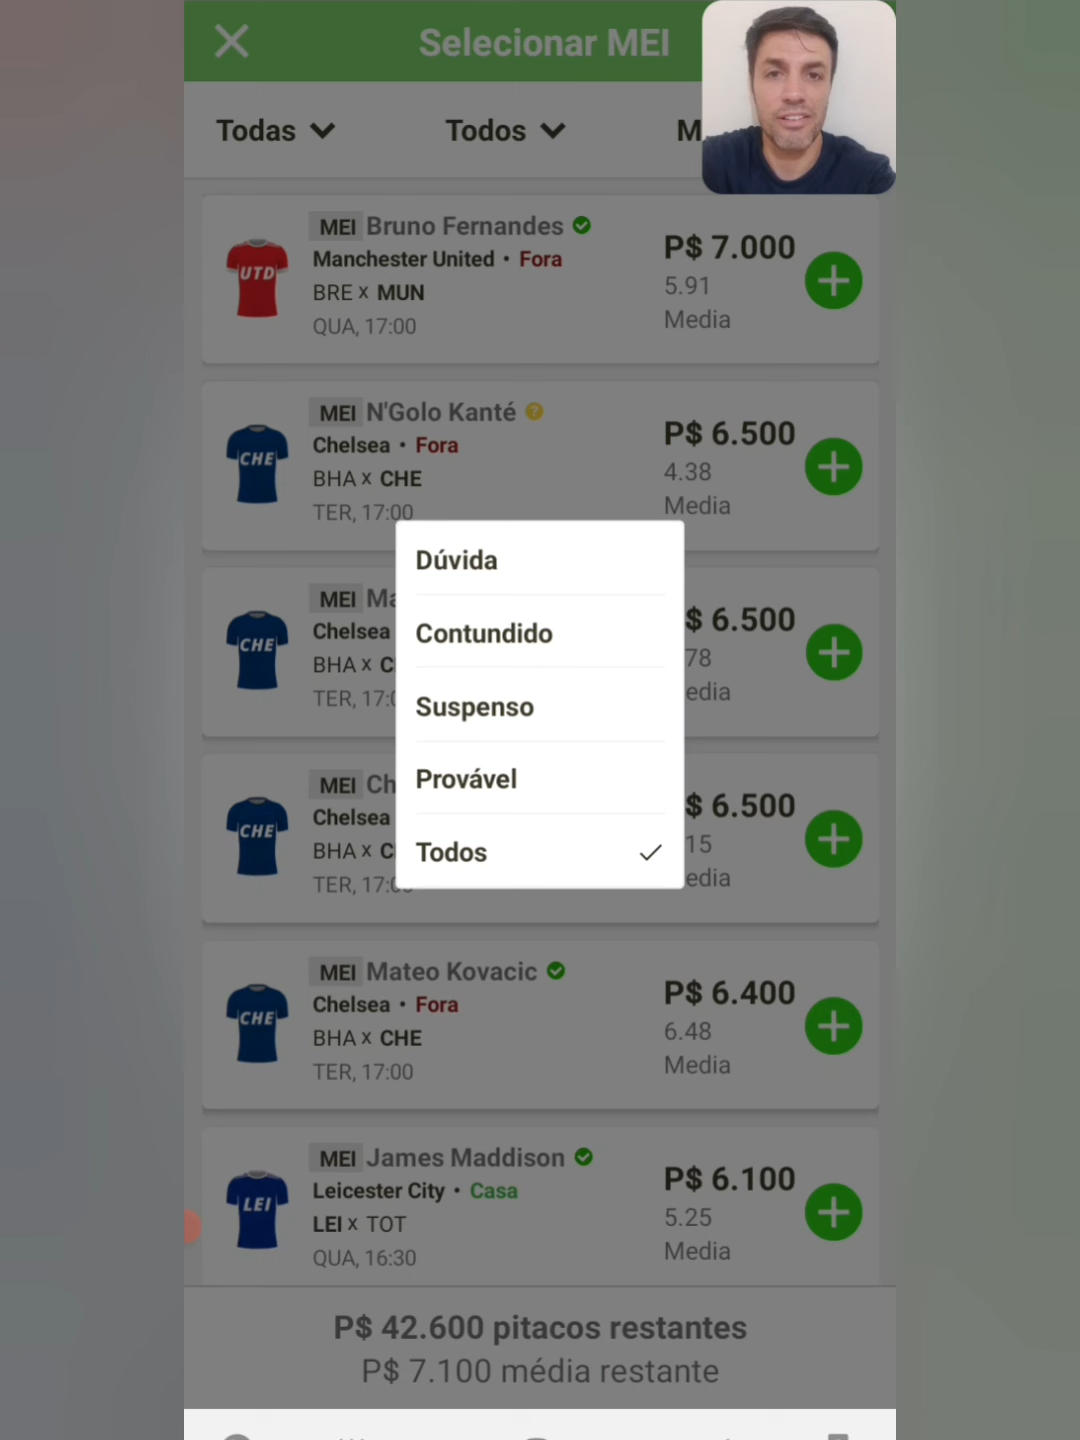 Selecionar MEI
Todas
Todos
M
MEI Bruno Fernandes
P$ 7.000
UTD
Manchester United • Fora
5.91
BRE x MUN
Media
QUA, 17:00
MEI N'Golo Kanté ?
P$ 6.500
CHE
Chelsea • Fora
4.38
BHA x CHE
Media
TER, 17:00
Dúvida
Contundido
Suspenso
Provável
Todos
MEI Ma
$ 6.500
CHE
Chelsea
78
BHA x C
edia
TER, 17:0
MEI Ch
$ 6.500
CHE
Chelsea
15
BHA x C
edia
TER, 17:00
MEI Mateo Kovacic
P$ 6.400
CHE
Chelsea • Fora
6.48
BHA x CHE
Media
TER, 17:00
MEI James Maddison
P$ 6.100
LEI
Leicester City • Casa
5.25
LEI x TOT
Media
QUA, 16:30
P$ 42.600 pitacos restantes
P$ 7.100 média restante